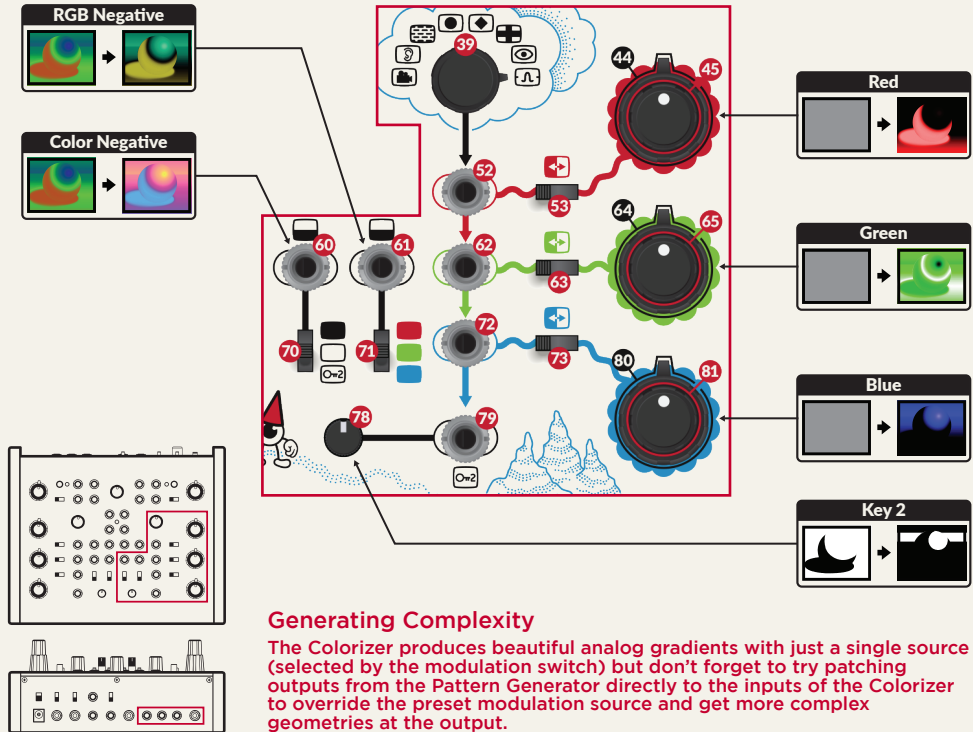 RGB Negative
Color Negative
39
44
45
Red
52
53
64
65
Green
60
61
62
63
72
70
71
73
80
81
Blue
2
78
79
2
Key 2
Generating Complexity
The Colorizer produces beautiful analog gradients with just a single source
(selected by the modulation switch) but don’t forget to try patching
outputs from the Pattern Generator directly to the inputs of the Colorizer
to override the preset modulation source and get more complex
geometries at the output.